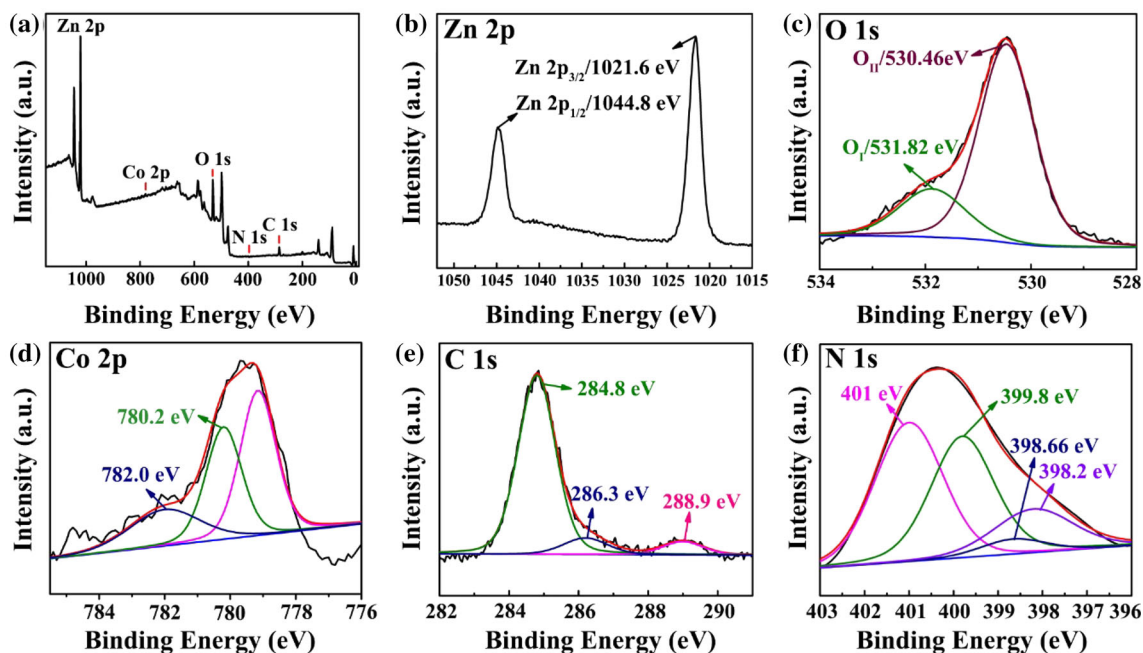 (a)
Zn 2p
Co 2p
O 1s
N 1s
C 1s
Intensity (a.u.)
1000 800 600 400 200 0
Binding Energy (eV)
(b)
Zn 2p
Zn 2p3/2/1021.6 eV
Zn 2p1/2/1044.8 eV
Intensity (a.u.)
1050 1045 1040 1035 1030 1025 1020 1015
Binding Energy (eV)
(c)
O 1s
OII/530.46eV
OI/531.82 eV
Intensity (a.u.)
534 532 530 528
Binding Energy (eV)
(d)
Co 2p
780.2 eV
782.0 eV
Intensity (a.u.)
784 782 780 778 776
Binding Energy (eV)
(e)
C 1s
284.8 eV
286.3 eV
288.9 eV
Intensity (a.u.)
282 284 286 288 290
Binding Energy (eV)
(f)
N 1s
401 eV
399.8 eV
398.66 eV
398.2 eV
Intensity (a.u.)
403 402 401 400 399 398 397 396
Binding Energy (eV)